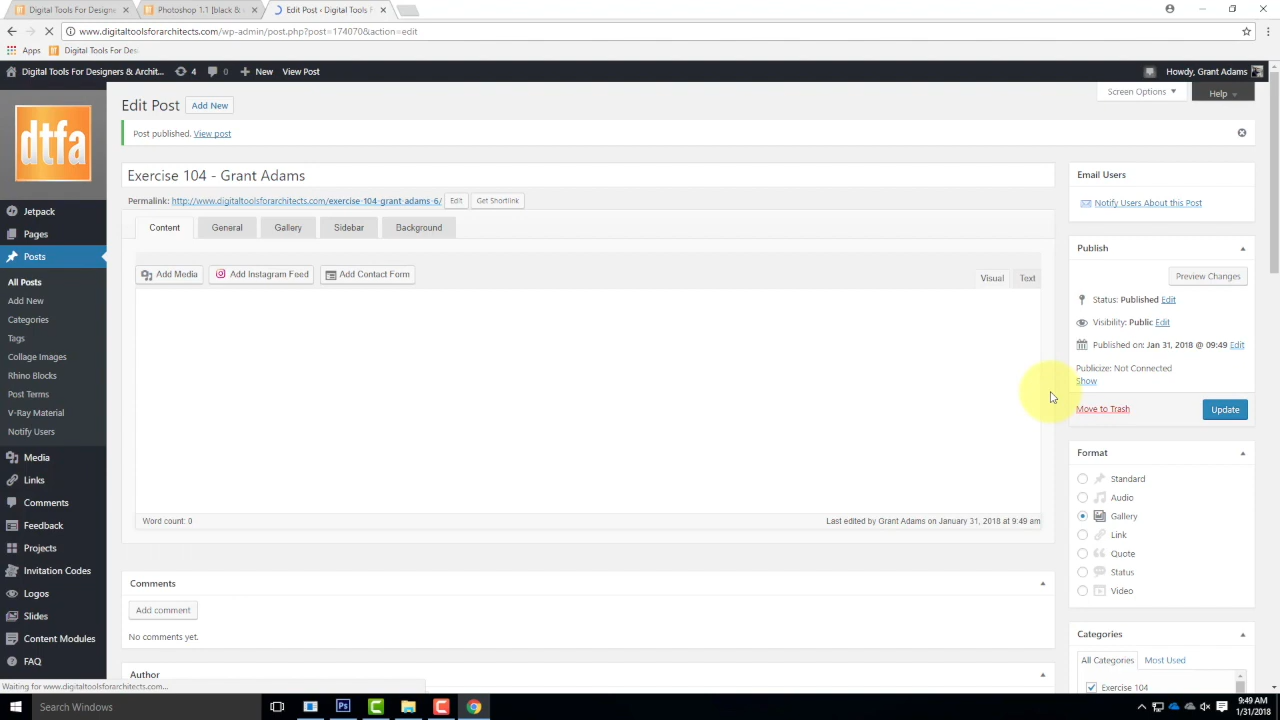 Digital Tools For Designe
Photoshop 1.1 [black &
Edit Post ‹ Digital Tools F
www.digitaltoolsforarchitects.com/wp-admin/post.php?post=174070&action=edit
Apps
Digital Tools For Des
Digital Tools For Designers & Archit...
4
0
New
View Post
Howdy, Grant Adams
dtfa
Edit Post
Add New
Screen Options
Help
Post published. View post
Exercise 104 - Grant Adams
Permalink: http://www.digitaltoolsforarchitects.com/exercise-104-grant-adams-6/
Edit
Get Shortlink
Content
General
Gallery
Sidebar
Background
Add Media
Add Instagram Feed
Add Contact Form
Visual
Text
Word count: 0
Last edited by Grant Adams on January 31, 2018 at 9:49 am
Comments
Add comment
No comments yet.
Author
Jetpack
Pages
Posts
All Posts
Add New
Categories
Tags
Collage Images
Rhino Blocks
Post Terms
V-Ray Material
Notify Users
Media
Links
Comments
Feedback
Projects
Invitation Codes
Logos
Slides
Content Modules
FAQ
Email Users
Notify Users About this Post
Publish
Preview Changes
Status: Published Edit
Visibility: Public Edit
Published on: Jan 31, 2018 @ 09:49 Edit
Publicize: Not Connected
Show
Move to Trash
Update
Format
Standard
Audio
Gallery
Link
Quote
Status
Video
Categories
All Categories
Most Used
Exercise 104
Waiting for www.digitaltoolsforarchitects.com...
Search Windows
9:49 AM
1/31/2018